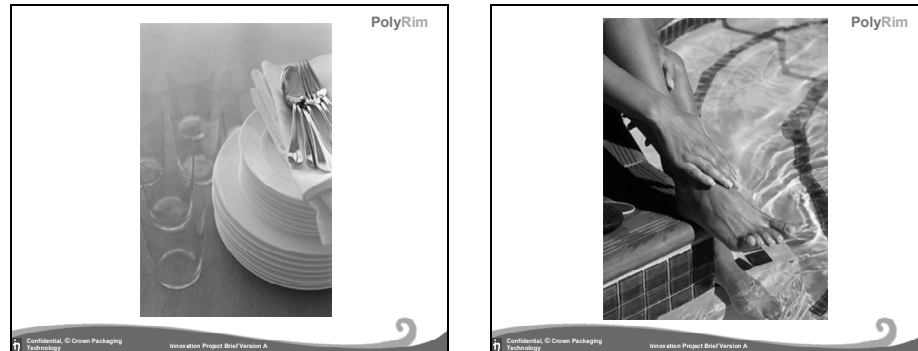 PolyRim
Confidential, © Crown Packaging
Technology
Innovation Project Brief Version A
PolyRim
Confidential, © Crown Packaging
Technology
Innovation Project Brief Version A